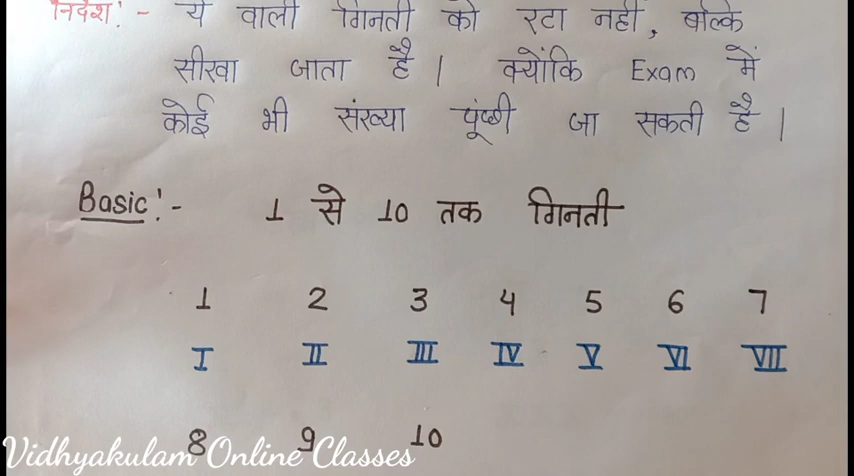 निर्देश:- ये वाली गिनती को रटा नहीं, बल्कि
सीखा जाता है। क्योंकि Exam में
कोई भी संख्या पूंछी जा सकती है।
Basic:- 1 से 10 तक गिनती
1 2 3 4 5 6 7
I II III IV V VI VII
8 9 10
Vidhyakulam Online Classes